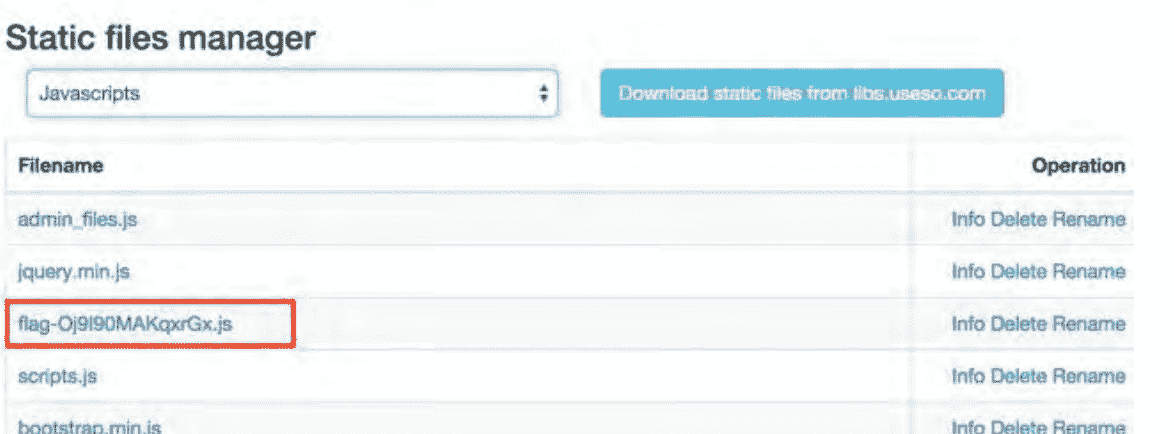 Static files manager
Javascripts
Download static files from libs.useso.com
Filename Operation
admin_files.js Info Delete Rename
jquery.min.js Info Delete Rename
flag-Oj9I90MAKqxrGx.js Info Delete Rename
scripts.js Info Delete Rename
bootstrap.min.js Info Delete Rename